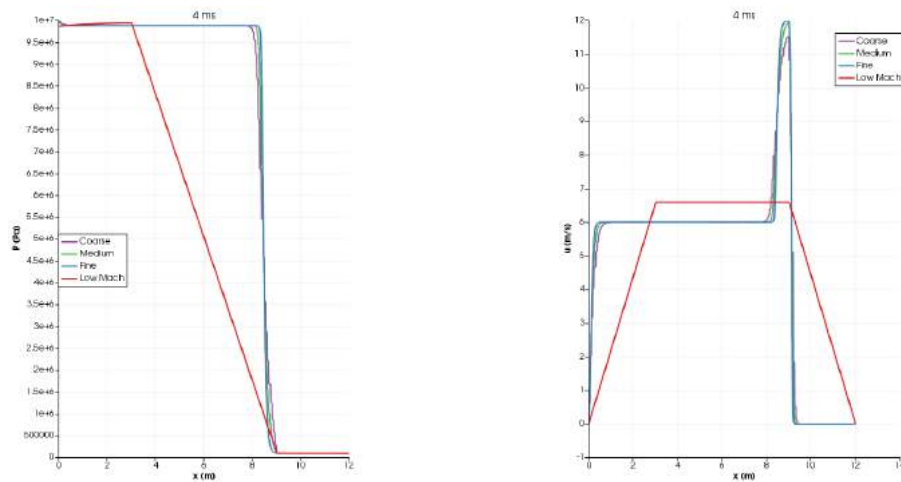 4 ms
1e+7
9.5e+6
9e+6
8.5e+6
8e+6
7.5e+6
7e+6
6.5e+6
6e+6
5.5e+6
5e+6
4.5e+6
4e+6
3.5e+6
3e+6
2.5e+6
2e+6
1.5e+6
1e+6
500000
0
P (Pa)
Coarse
Medium
Fine
Low Mach
0 2 4 6 8 10 12
x (m)
4 ms
12
11
10
9
8
7
6
5
4
3
2
1
0
-1
u (m/s)
Coarse
Medium
Fine
Low Mach
0 2 4 6 8 10 12 14
x (m)